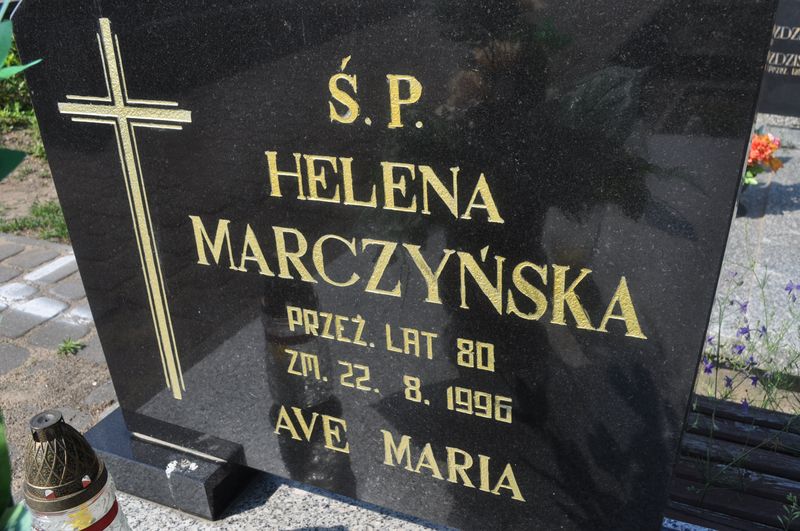 Ś. P.
HELENA
MARCZYŃSKA
PRZEŻ. LAT 80
ZM. 22. 8. 1996
AVE MARIA